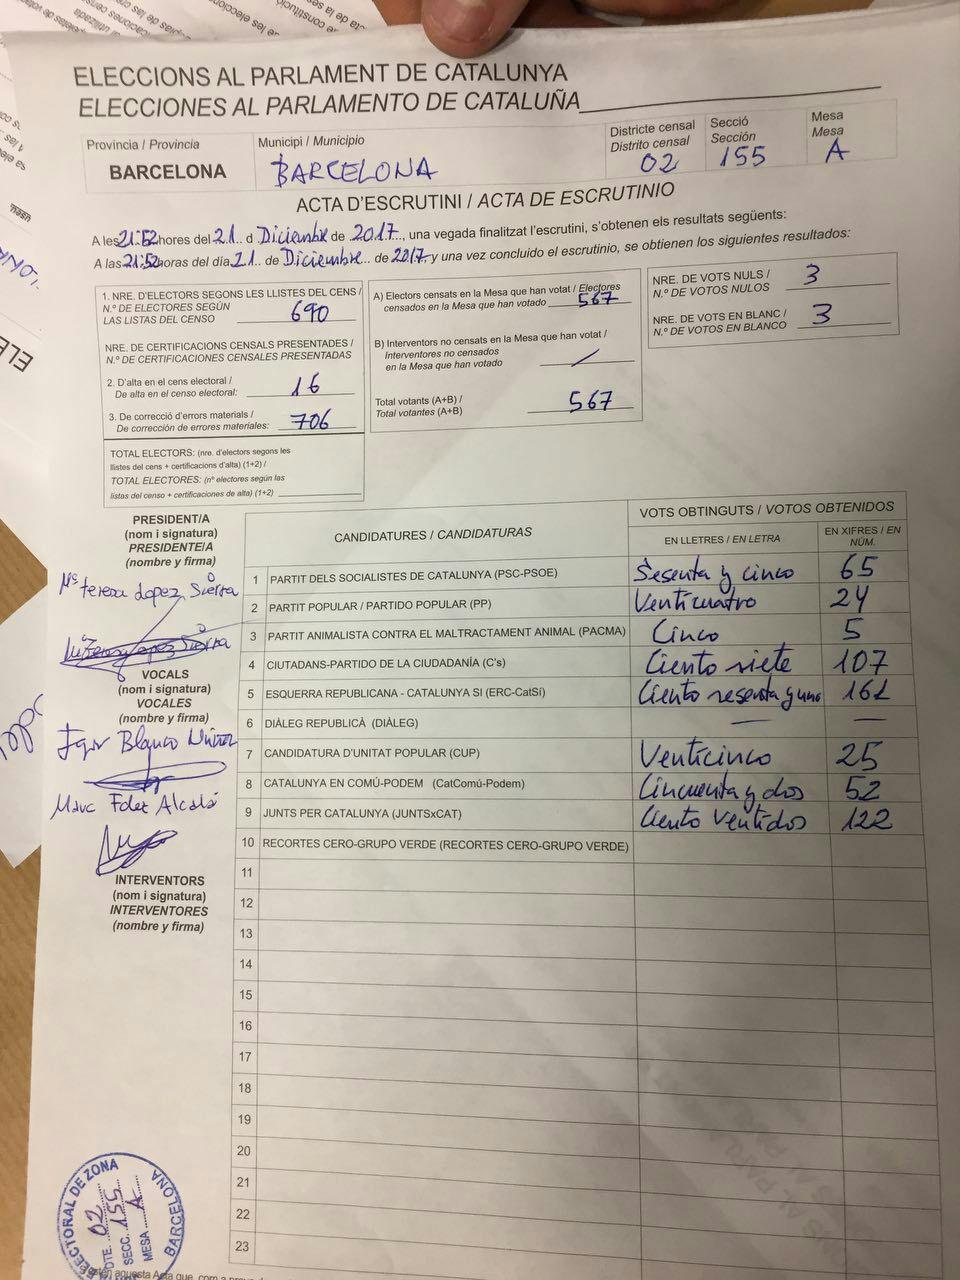 ELECCIONS AL PARLAMENT DE CATALUNYA
ELECCIONES AL PARLAMENTO DE CATALUÑA
Provincia / Provincia
BARCELONA
Municipi / Municipio
BARCELONA
Districte censal
Distrito censal
02
Secció
Sección
155
Mesa
Mesa
A
ACTA D'ESCRUTINI / ACTA DE ESCRUTINIO
A les 21:52 hores del 21 d Diciembre de 2017, una vegada finalitzat l'escrutini, s'obtenen els resultats següents:
A las 21:52 horas del día 21 de Diciembre de 2017 y una vez concluido el escrutinio, se obtienen los siguientes resultados:
1. NRE. D'ELECTORS SEGONS LES LLISTES DEL CENS /
N.º DE ELECTORES SEGÚN
LAS LISTAS DEL CENSO 690
NRE. DE CERTIFICACIONS CENSALS PRESENTADES /
N.º DE CERTIFICACIONES CENSALES PRESENTADAS
2. D'alta en el cens electoral /
De alta en el censo electoral: 16
3. De correcció d'errors materials /
De corrección de errores materiales: 706
TOTAL ELECTORS: (nre. d'electors segons les
llistes del cens + certificacions d'alta) (1+2) /
TOTAL ELECTORES: (nº electores según las
listas del censo + certificaciones de alta) (1+2)
A) Electors censats en la Mesa que han votat / Electores
censados en la Mesa que han votado 567
B) Interventors no censats en la Mesa que han votat /
Interventores no censados
en la Mesa que han votado /
Total votants (A+B) /
Total votantes (A+B) 567
NRE. DE VOTS NULS /
N.º DE VOTOS NULOS 3
NRE. DE VOTS EN BLANC /
N.º DE VOTOS EN BLANCO 3
PRESIDENT/A
(nom i signatura)
PRESIDENTE/A
(nombre y firma)
Mª teresa Lopez Sierra
VOCALS
(nom i signatura)
VOCALES
(nombre y firma)
Igor Blanco
Marc Fdez Alcalá
INTERVENTORS
(nom i signatura)
INTERVENTORES
(nombre y firma)
CANDIDATURES / CANDIDATURAS
VOTS OBTINGUTS / VOTOS OBTENIDOS
EN LLETRES / EN LETRA
EN XIFRES / EN NÚM.
1 PARTIT DELS SOCIALISTES DE CATALUNYA (PSC-PSOE) Sesenta y cinco 65
2 PARTIT POPULAR / PARTIDO POPULAR (PP) Venticuatro 24
3 PARTIT ANIMALISTA CONTRA EL MALTRACTAMENT ANIMAL (PACMA) Cinco 5
4 CIUTADANS-PARTIDO DE LA CIUDADANÍA (C's) Ciento siete 107
5 ESQUERRA REPUBLICANA - CATALUNYA SI (ERC-CatSí) Ciento sesenta y uno 161
6 DIÀLEG REPUBLICÀ (DIÀLEG) — —
7 CANDIDATURA D'UNITAT POPULAR (CUP) Venticinco 25
8 CATALUNYA EN COMÚ-PODEM (CatComú-Podem) Cincuenta y dos 52
9 JUNTS PER CATALUNYA (JUNTSxCAT) Ciento ventidos 122
10 RECORTES CERO-GRUPO VERDE (RECORTES CERO-GRUPO VERDE)
11
12
13
14
15
16
17
18
19
20
21
22
23
ELECTORAL DE ZONA
BARCELONA
DTE. 02
SECC. 155
MESA A